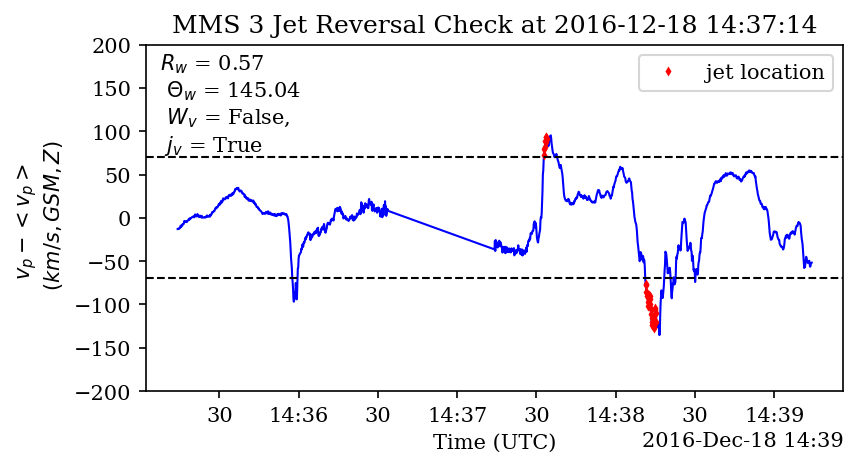 MMS 3 Jet Reversal Check at 2016-12-18 14:37:14
R_w = 0.57
Θ_w = 145.04
W_v = False,
j_v = True
jet location
v_p − < v_p >
(km/s, GSM, Z)
200
150
100
50
0
−50
−100
−150
−200
30 14:36 30 14:37 30 14:38 30 14:39
Time (UTC)
2016-Dec-18 14:39